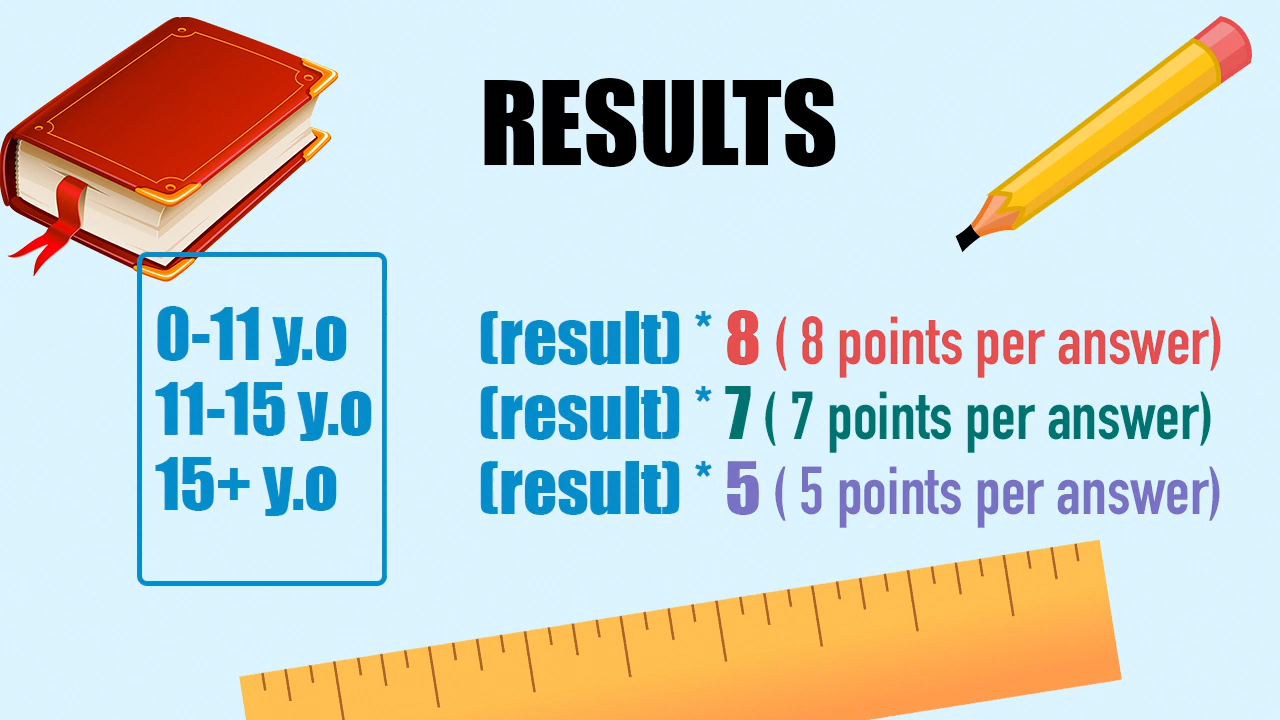 RESULTS
0-11 y.o (result) * 8 ( 8 points per answer)
11-15 y.o (result) * 7 ( 7 points per answer)
15+ y.o (result) * 5 ( 5 points per answer)